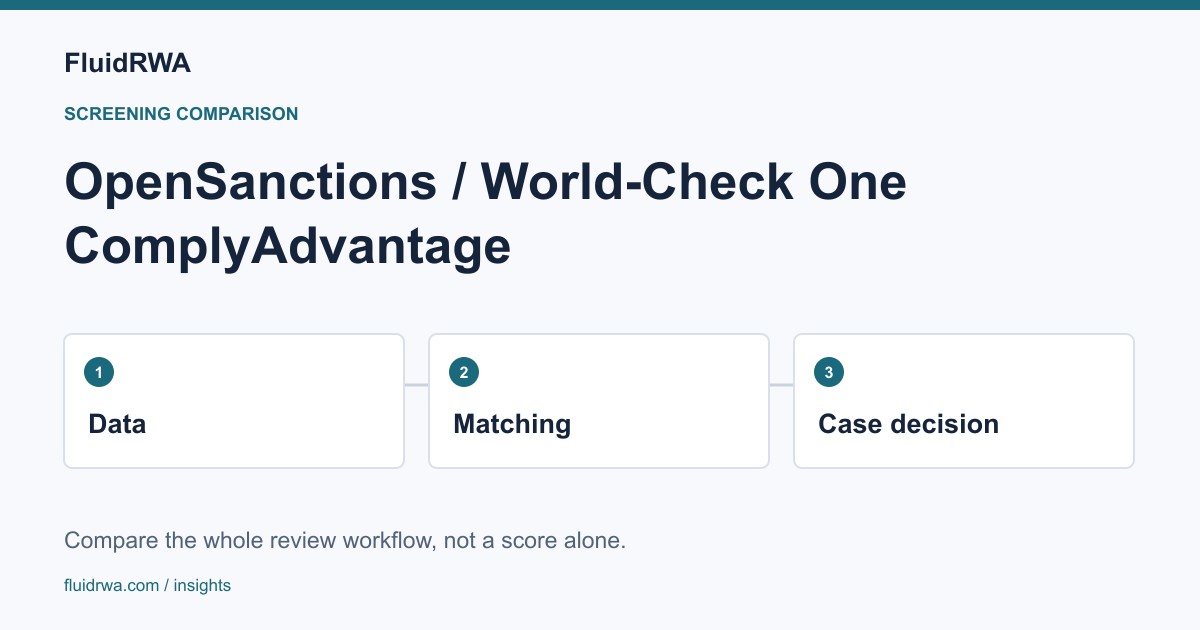 FluidRWA
SCREENING COMPARISON
OpenSanctions / World-Check One
ComplyAdvantage
1
Data
2
Matching
3
Case decision
Compare the whole review workflow, not a score alone.
fluidrwa.com / insights